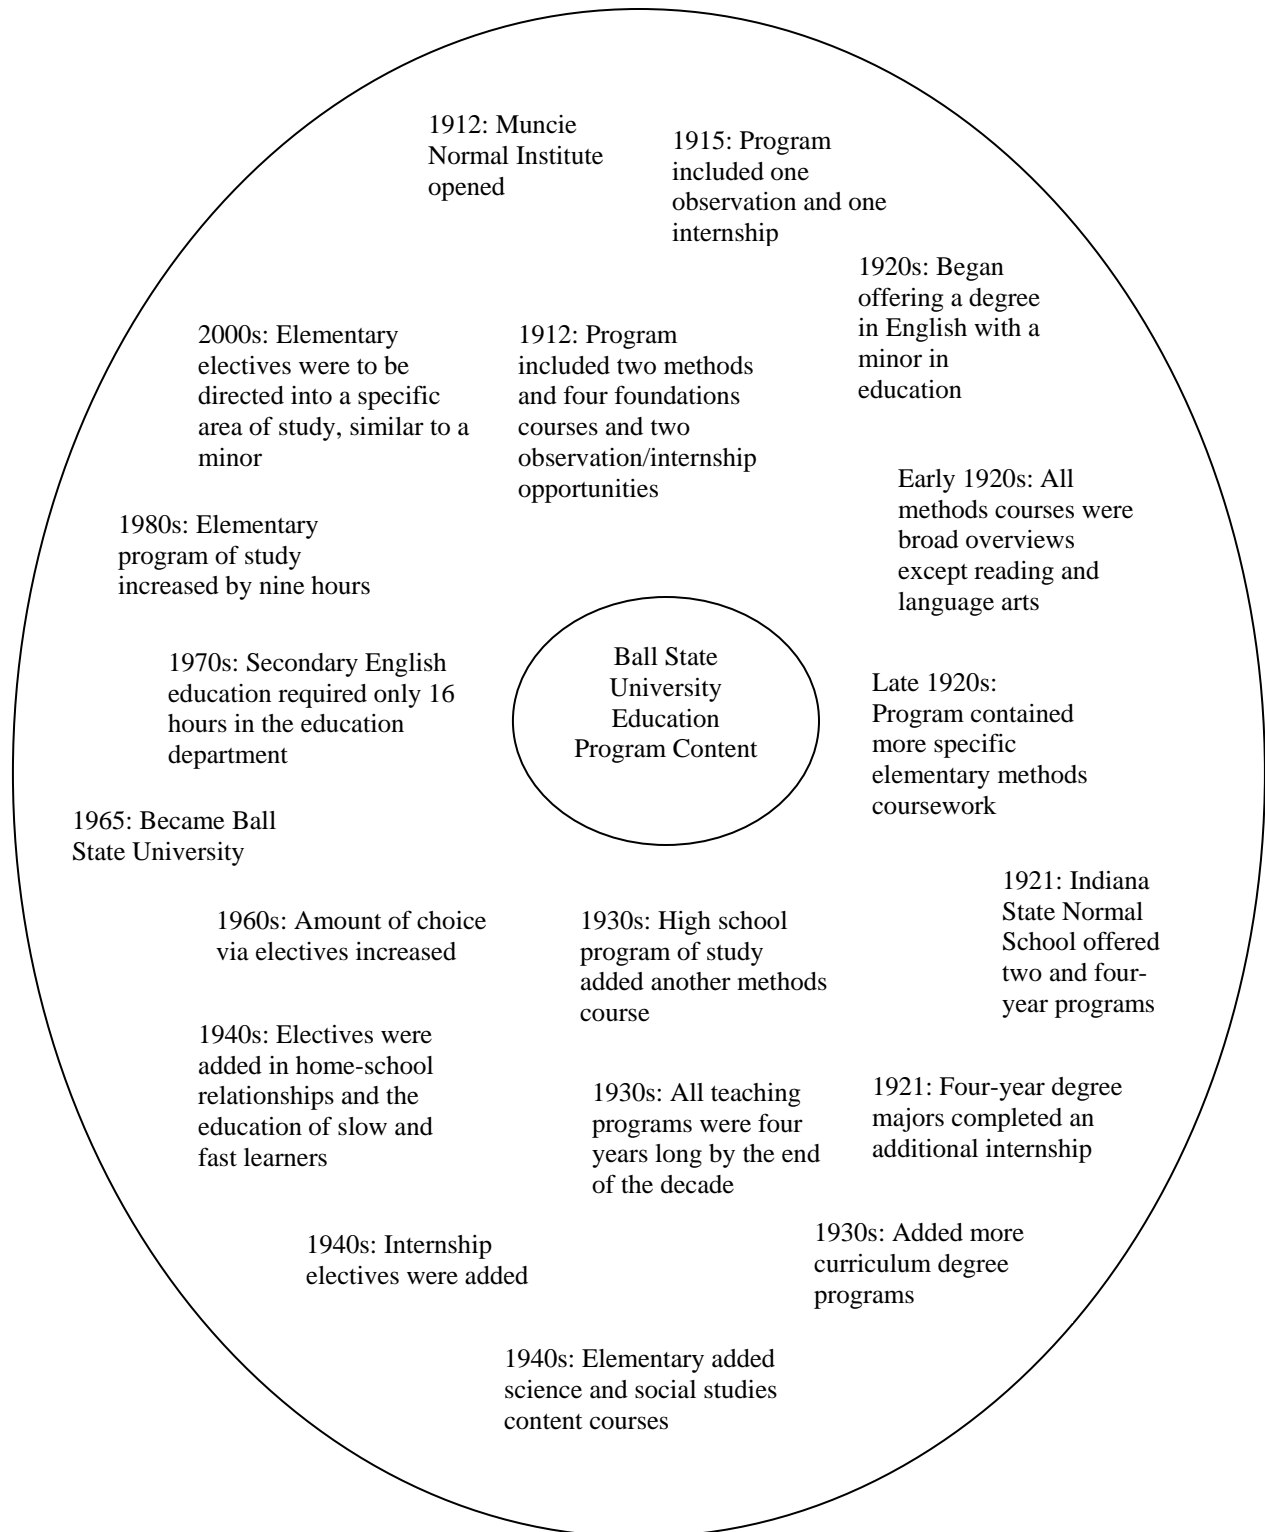 1912: Muncie
Normal Institute
opened
1915: Program
included one
observation and one
internship
1920s: Began
offering a degree
in English with a
minor in
education
2000s: Elementary
electives were to be
directed into a specific
area of study, similar to a
minor
1912: Program
included two methods
and four foundations
courses and two
observation/internship
opportunities
Early 1920s: All
methods courses were
broad overviews
except reading and
language arts
1980s: Elementary
program of study
increased by nine hours
Ball State
University
Education
Program Content
1970s: Secondary English
education required only 16
hours in the education
department
Late 1920s:
Program contained
more specific
elementary methods
coursework
1965: Became Ball
State University
1921: Indiana
State Normal
School offered
two and four-
year programs
1960s: Amount of choice
via electives increased
1930s: High school
program of study
added another methods
course
1940s: Electives were
added in home-school
relationships and the
education of slow and
fast learners
1930s: All teaching
programs were four
years long by the end
of the decade
1921: Four-year degree
majors completed an
additional internship
1940s: Internship
electives were added
1930s: Added more
curriculum degree
programs
1940s: Elementary added
science and social studies
content courses